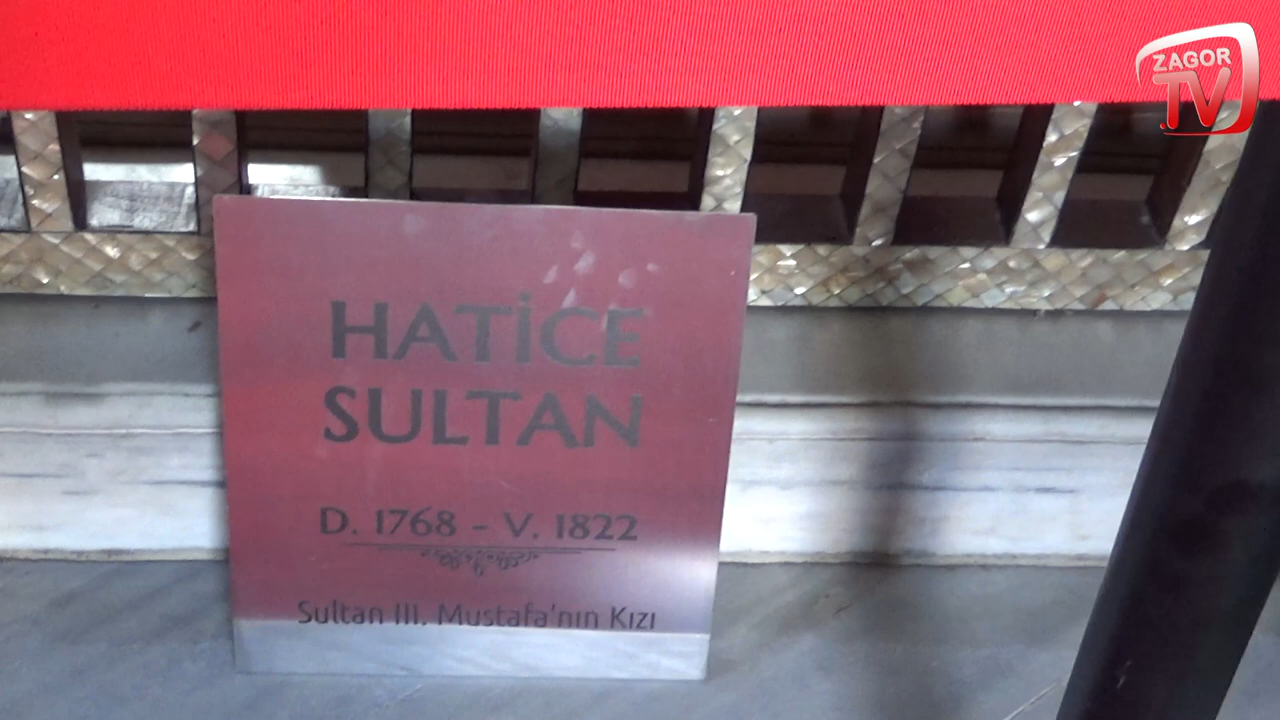 ZAGOR
TV
HATİCE
SULTAN
D. 1768 - V. 1822
Sultan III. Mustafa'nın Kızı